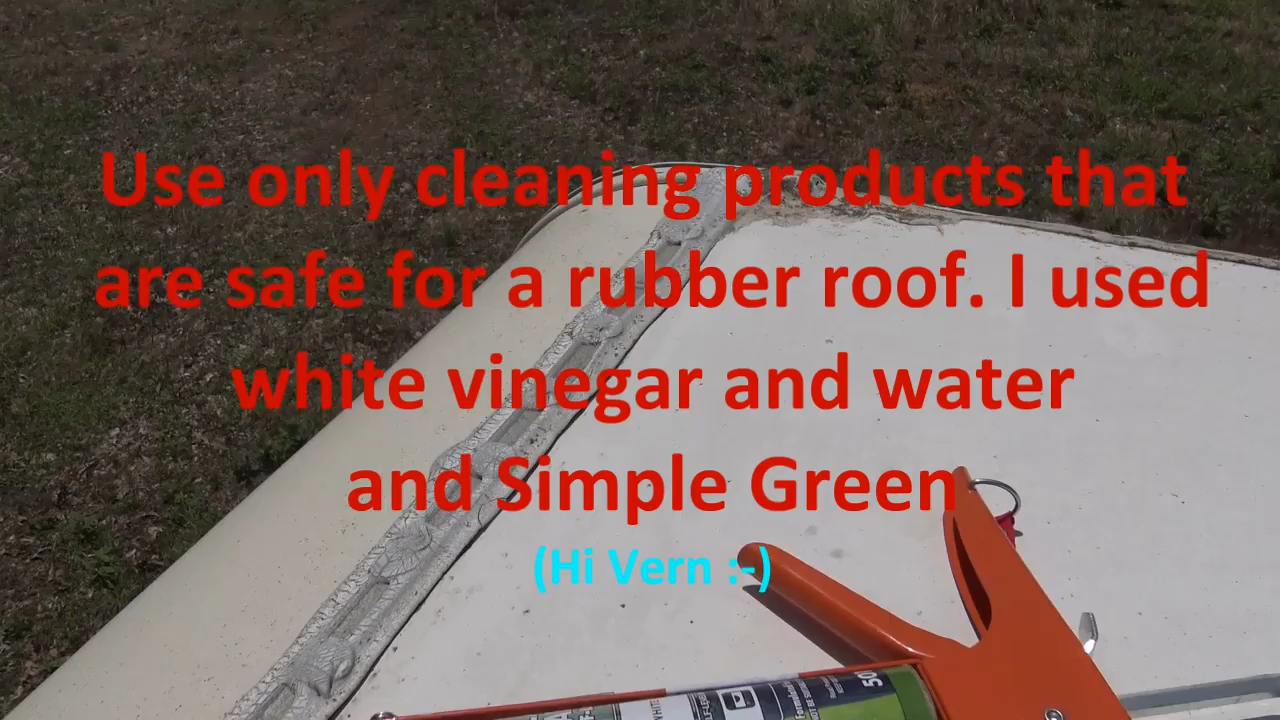 Use only cleaning products that
are safe for a rubber roof. I used
white vinegar and water
and Simple Green
(Hi Vern :-)
50